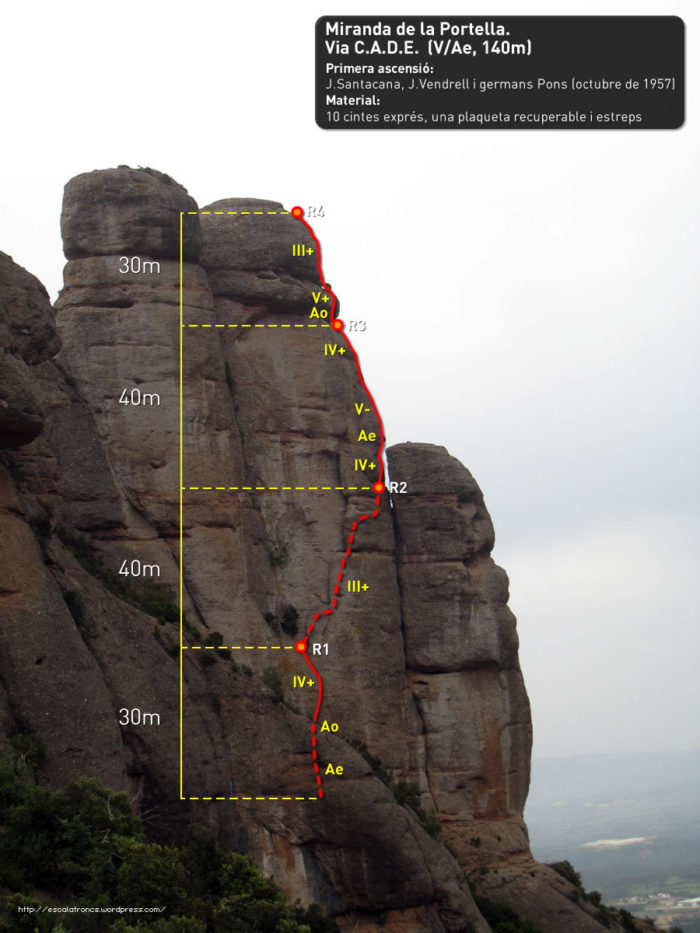 Miranda de la Portella.
Via C.A.D.E. (V/Ae, 140m)
Primera ascensió:
J.Santacana, J.Vendrell i germans Pons (octubre de 1957)
Material:
10 cintes exprés, una plaqueta recuperable i estreps
R4
III+
30m
V+
Ao
R3
IV+
40m
V-
Ae
IV+
R2
40m
III+
R1
IV+
30m
Ao
Ae
http://escalatroncs.wordpress.com/